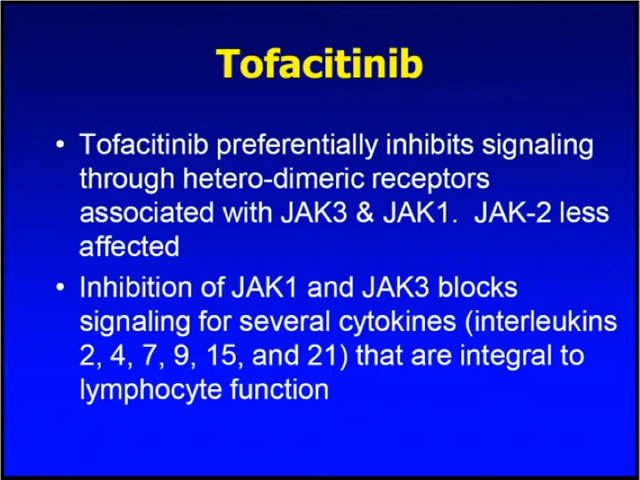 Tofacitinib
• Tofacitinib preferentially inhibits signaling
through hetero-dimeric receptors
associated with JAK3 & JAK1. JAK-2 less
affected
• Inhibition of JAK1 and JAK3 blocks
signaling for several cytokines (interleukins
2, 4, 7, 9, 15, and 21) that are integral to
lymphocyte function